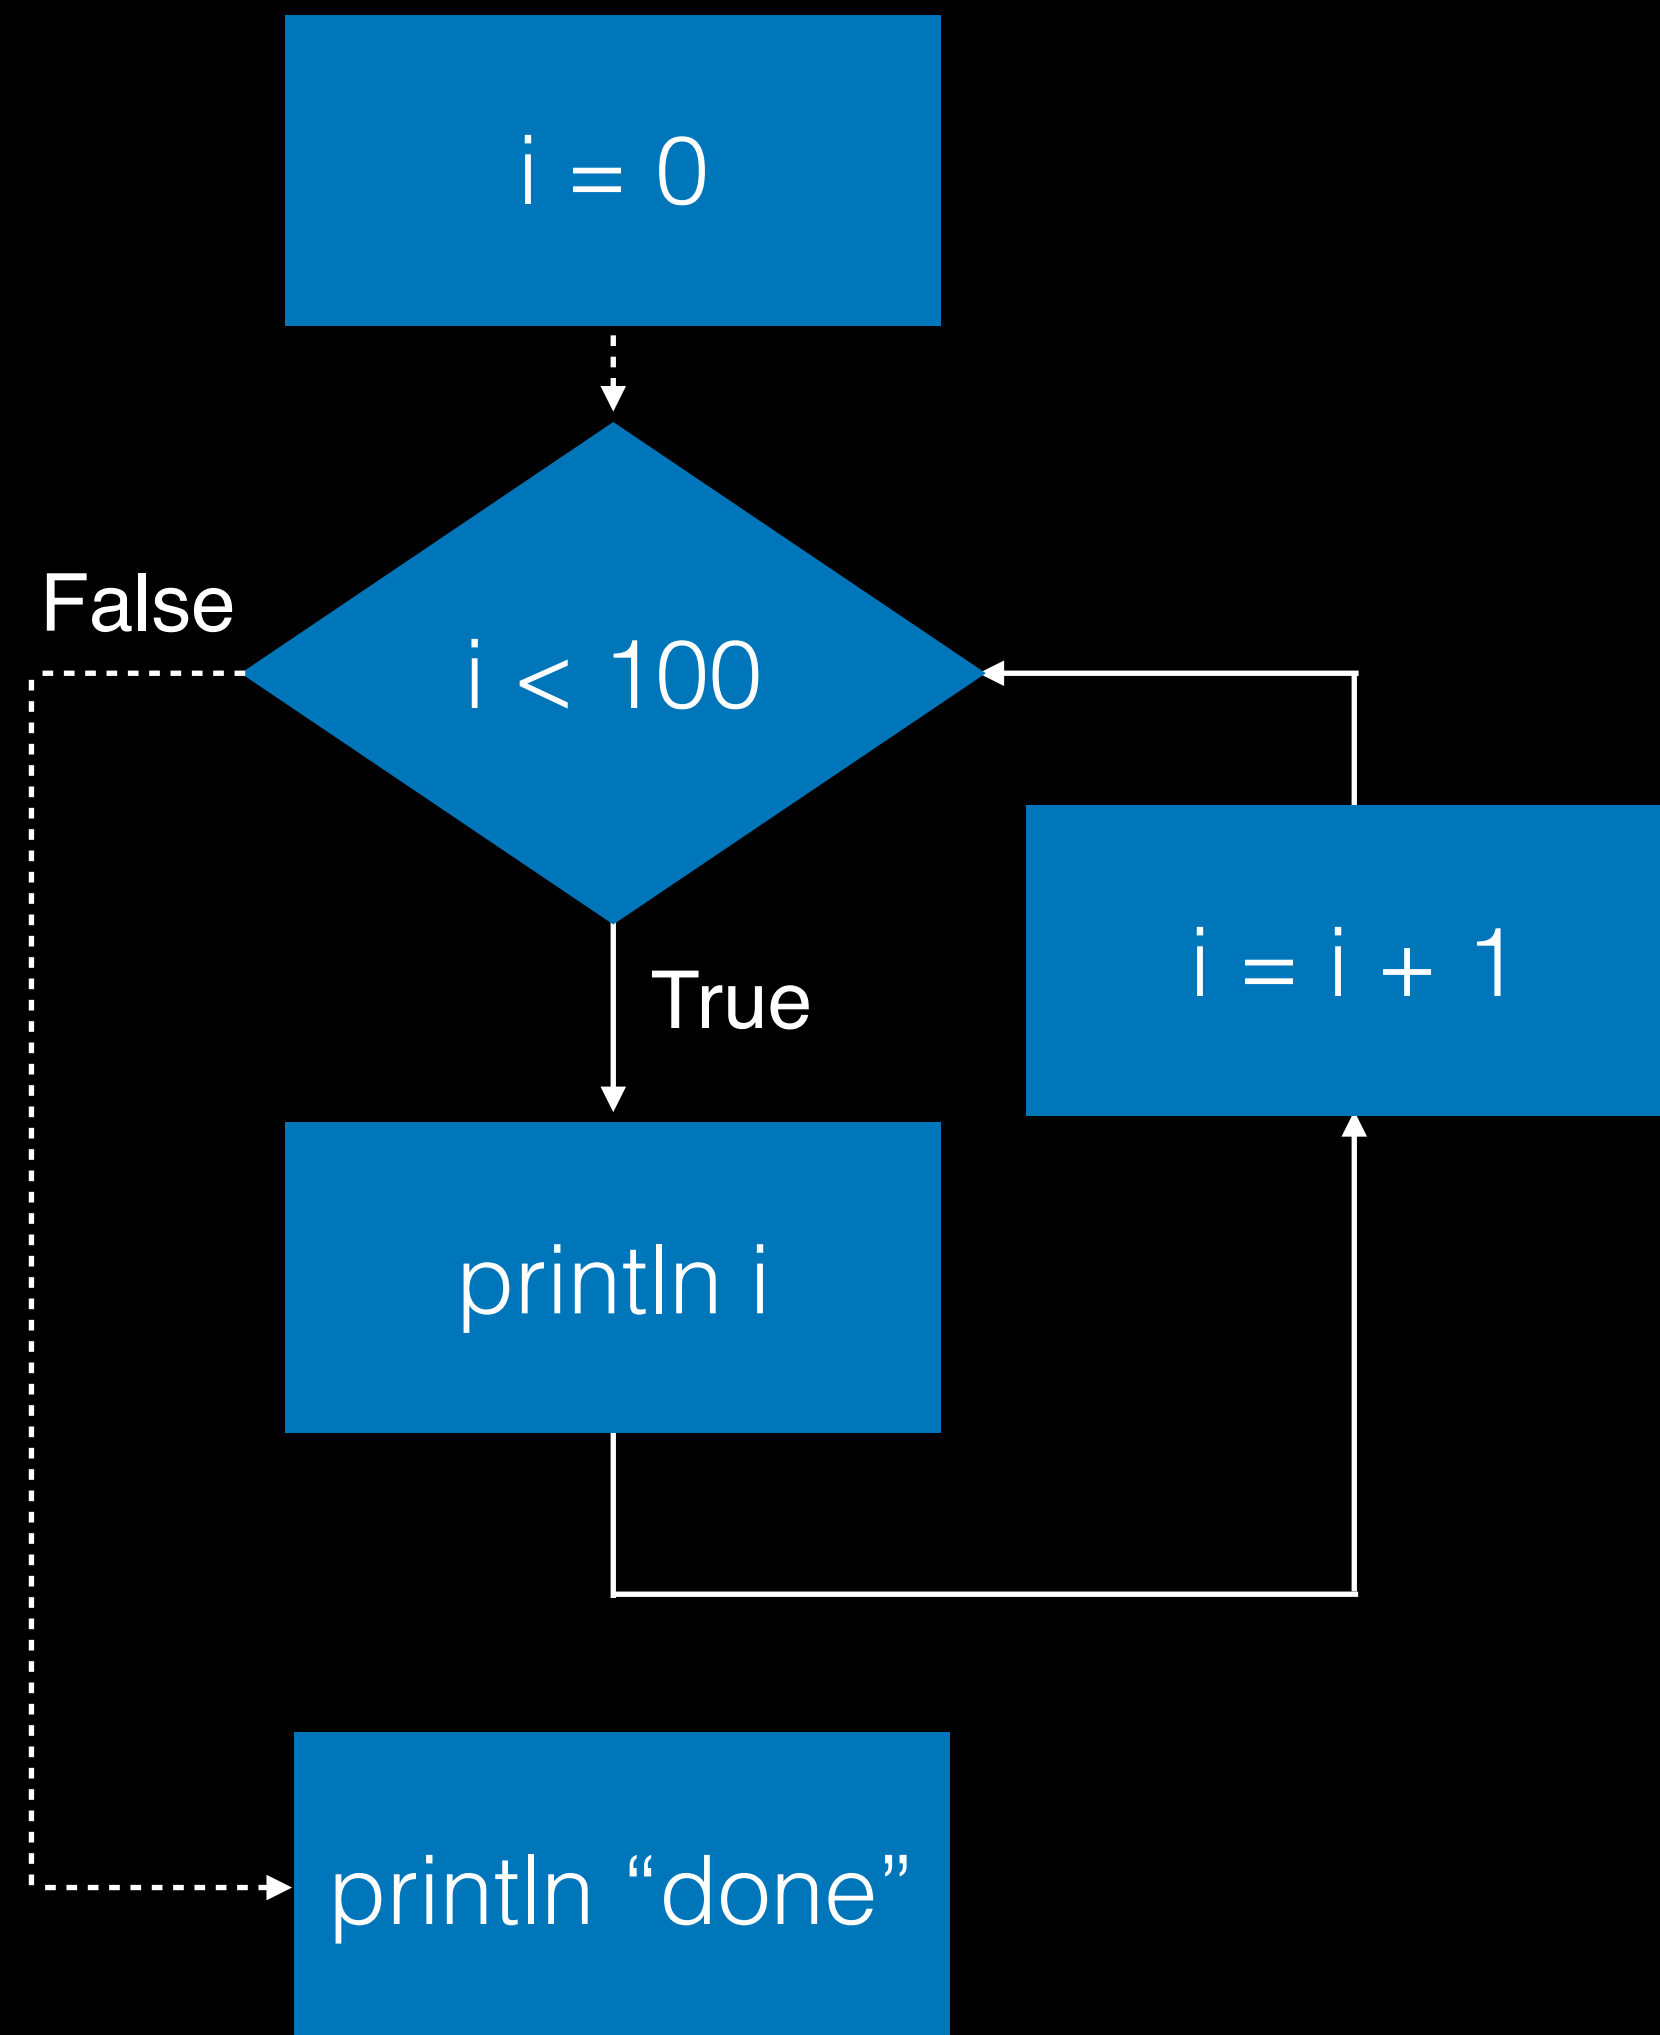 i = 0
False
i < 100
i = i + 1
True
println i
println “done”